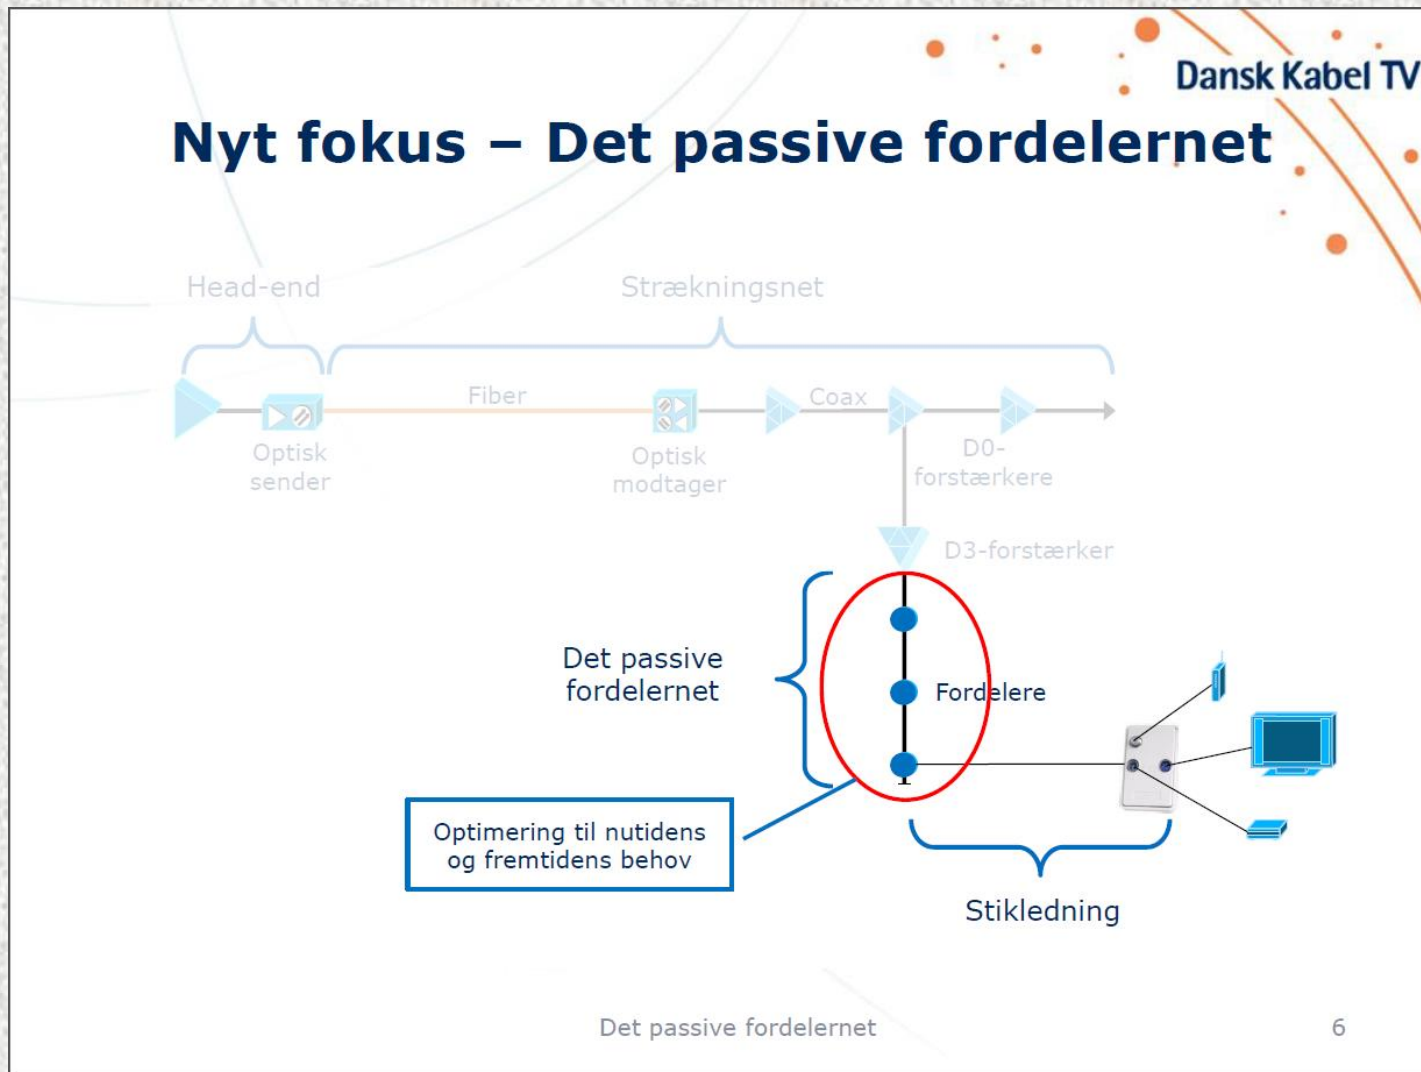 Dansk Kabel TV
Nyt fokus – Det passive fordelernet
Head-end
Strækningsnet
Fiber
Coax
Optisk
sender
Optisk
modtager
D0-
forstærkere
D3-forstærker
Det passive
fordelernet
Fordelere
Optimering til nutidens
og fremtidens behov
Stikledning
Det passive fordelernet
6